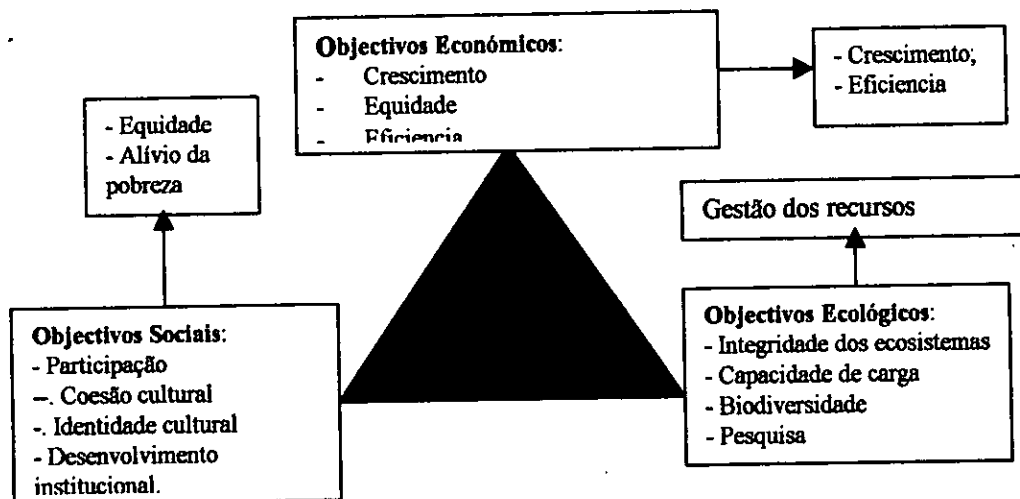 Objectivos Económicos:
- Crescimento
- Equidade
- Eficiencia
- Crescimento;
- Eficiencia
- Equidade
- Alívio da
pobreza
Gestão dos recursos
Objectivos Sociais:
- Participação
–. Coesão cultural
-. Identidade cultural
- Desenvolvimento
institucional.
Objectivos Ecológicos:
- Integridade dos ecosistemas
- Capacidade de carga
- Biodiversidade
- Pesquisa